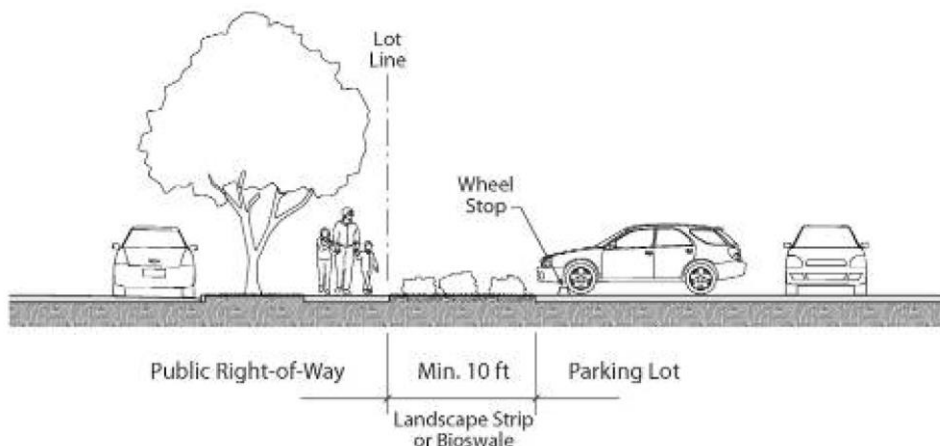 Lot
Line
Wheel
Stop
Public Right-of-Way
Min. 10 ft
Parking Lot
Landscape Strip
or Bioswale